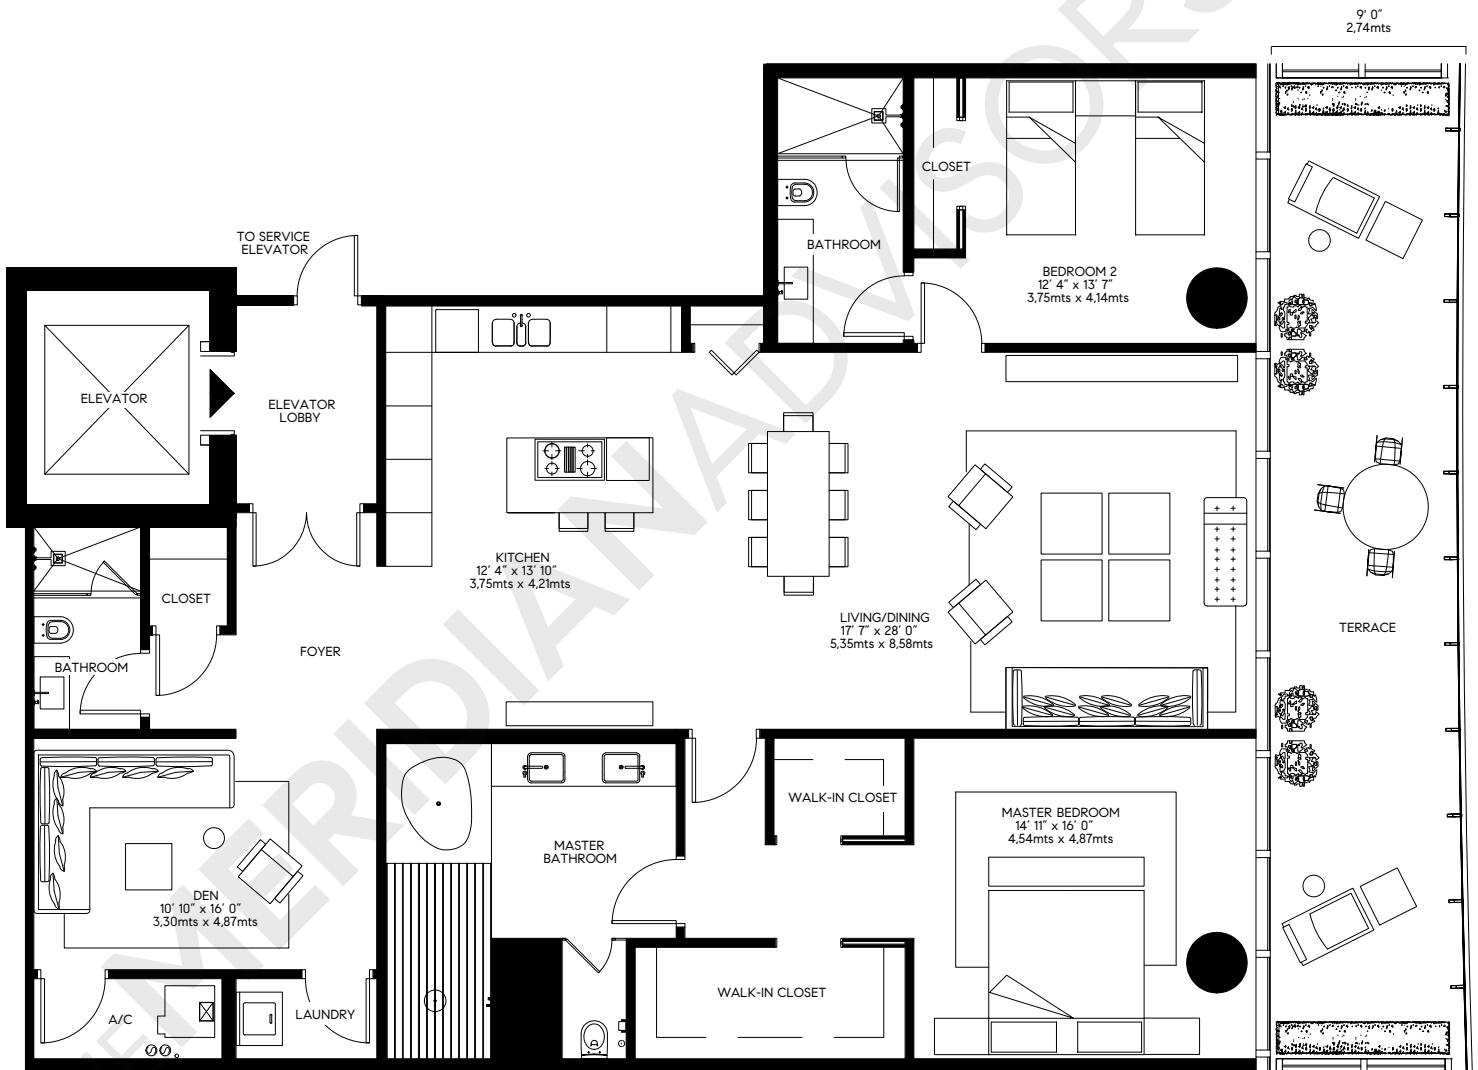 9' 0"
2,74mts
CLOSET
BATHROOM
TO SERVICE
ELEVATOR
BEDROOM 2
12' 4" x 13' 7"
3,75mts x 4,14mts
ELEVATOR
ELEVATOR
LOBBY
KITCHEN
12' 4" x 13' 10"
3,75mts x 4,21mts
CLOSET
LIVING/DINING
17' 7" x 28' 0"
5,35mts x 8,58mts
TERRACE
FOYER
BATHROOM
WALK-IN CLOSET
MASTER BEDROOM
14' 11" x 16' 0"
4,54mts x 4,87mts
MASTER
BATHROOM
DEN
10' 10" x 16' 0"
3,30mts x 4,87mts
WALK-IN CLOSET
A/C
LAUNDRY
MERIDIAN ADVISORS